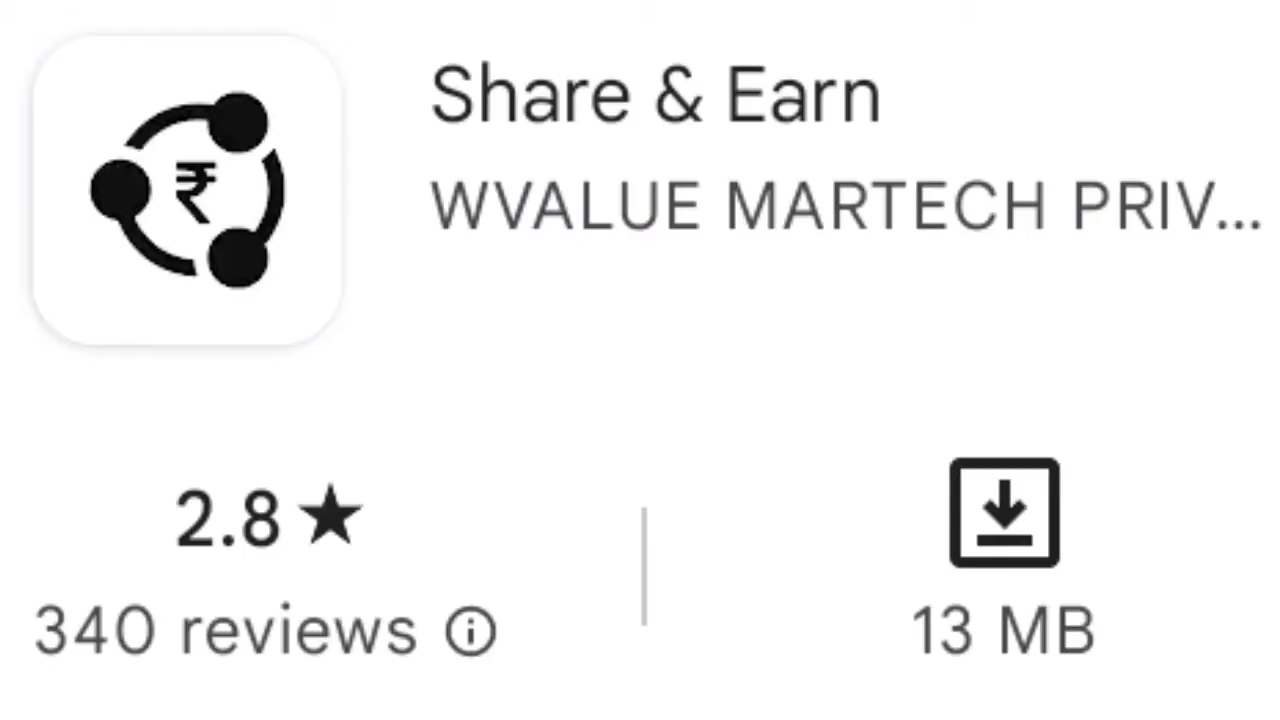 ₹
Share & Earn
WVALUE MARTECH PRIV...
2.8 ★
340 reviews
13 MB